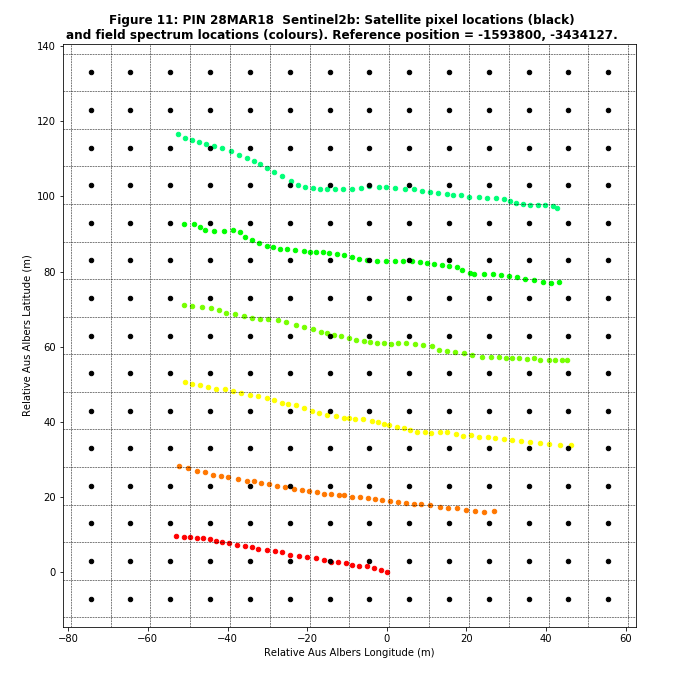 Figure 11: PIN 28MAR18  Sentinel2b: Satellite pixel locations (black)
and field spectrum locations (colours). Reference position = -1593800, -3434127.
140
120
100
80
60
40
20
0
Relative Aus Albers Latitude (m)
−80 −60 −40 −20 0 20 40 60
Relative Aus Albers Longitude (m)